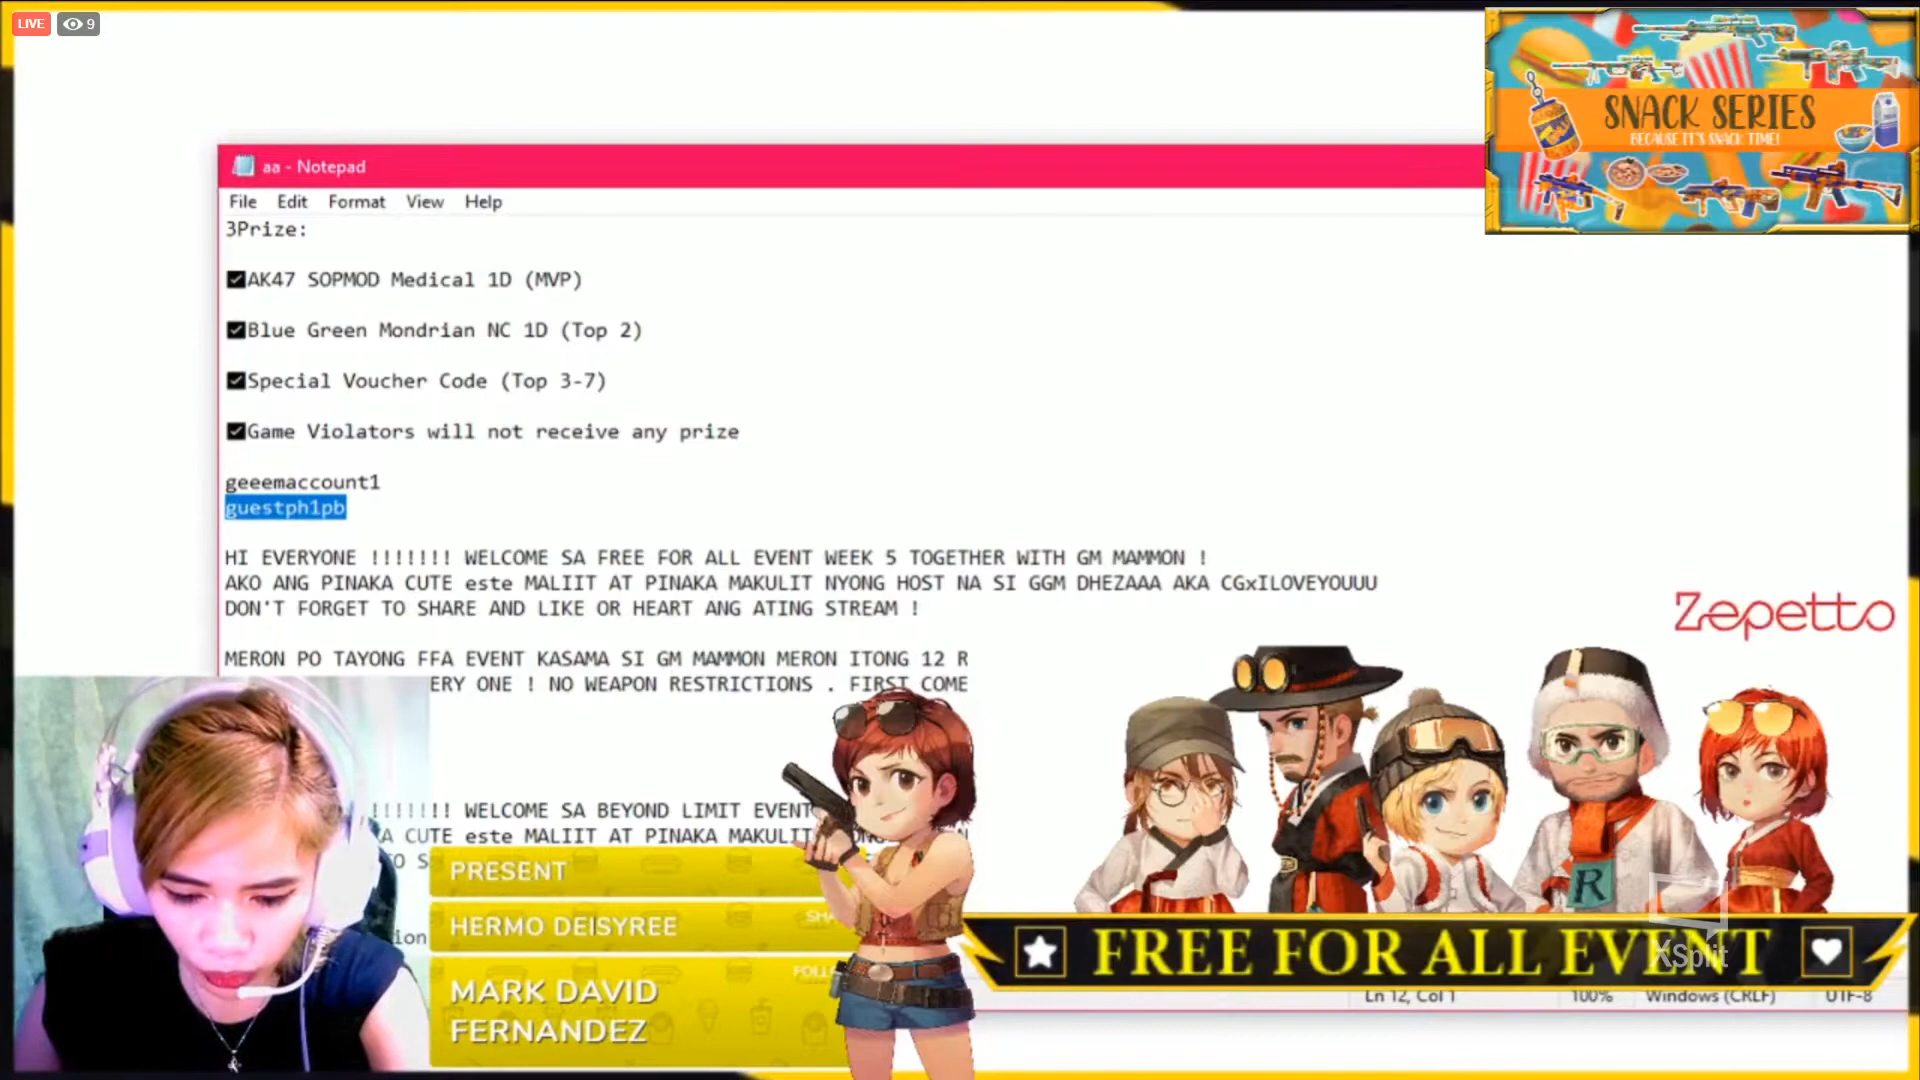 LIVE 9
SNACK SERIES
BECAUSE IT'S SNACK TIME!
aa - Notepad
File Edit Format View Help
3Prize:
AK47 SOPMOD Medical 1D (MVP)
Blue Green Mondrian NC 1D (Top 2)
Special Voucher Code (Top 3-7)
Game Violators will not receive any prize
geeemaccount1
guestph1pb
HI EVERYONE !!!!!!! WELCOME SA FREE FOR ALL EVENT WEEK 5 TOGETHER WITH GM MAMMON !
AKO ANG PINAKA CUTE este MALIIT AT PINAKA MAKULIT NYONG HOST NA SI GGM DHEZAAA AKA CGxILOVEYOUUU
DON'T FORGET TO SHARE AND LIKE OR HEART ANG ATING STREAM !
Zepetto
MERON PO TAYONG FFA EVENT KASAMA SI GM MAMMON MERON ITONG 12 R
ERY ONE ! NO WEAPON RESTRICTIONS . FIRST COME
!!!!!!! WELCOME SA BEYOND LIMIT EVENT
A CUTE este MALIIT AT PINAKA MAKULIT
PRESENT
HERMO DEISYREE
MARK DAVID
FERNANDEZ
R
FREE FOR ALL EVENT
XSplit
Ln 12, Col 1 100% Windows (CRLF) UTF-8